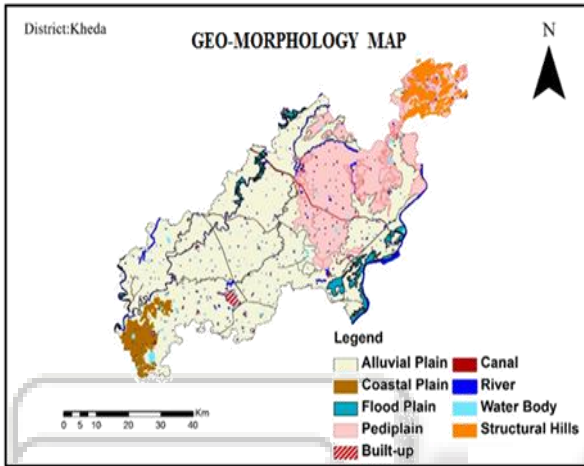 District:Kheda
GEO-MORPHOLOGY MAP
N
Legend
Alluvial Plain
Canal
Coastal Plain
River
Flood Plain
Water Body
Pediplain
Structural Hills
Built-up
0 5 10 20 30 40 Km